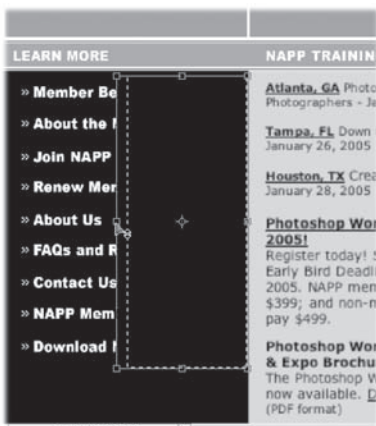 LEARN MORE
» Member Be
» About the
» Join NAPP
» Renew Mer
» About Us
» FAQs and R
» Contact Us
» NAPP Mem
» Download
NAPP TRAININ
Atlanta, GA Photo
Photographers - Ja
Tampa, FL Down
January 26, 2005
Houston, TX Crea
January 28, 2005
Photoshop Wor
2005!
Register today! S
Early Bird Deadli
2005. NAPP men
$399; and non-n
pay $499.
Photoshop Wor
& Expo Brochu
The Photoshop W
now available. D
(PDF format)